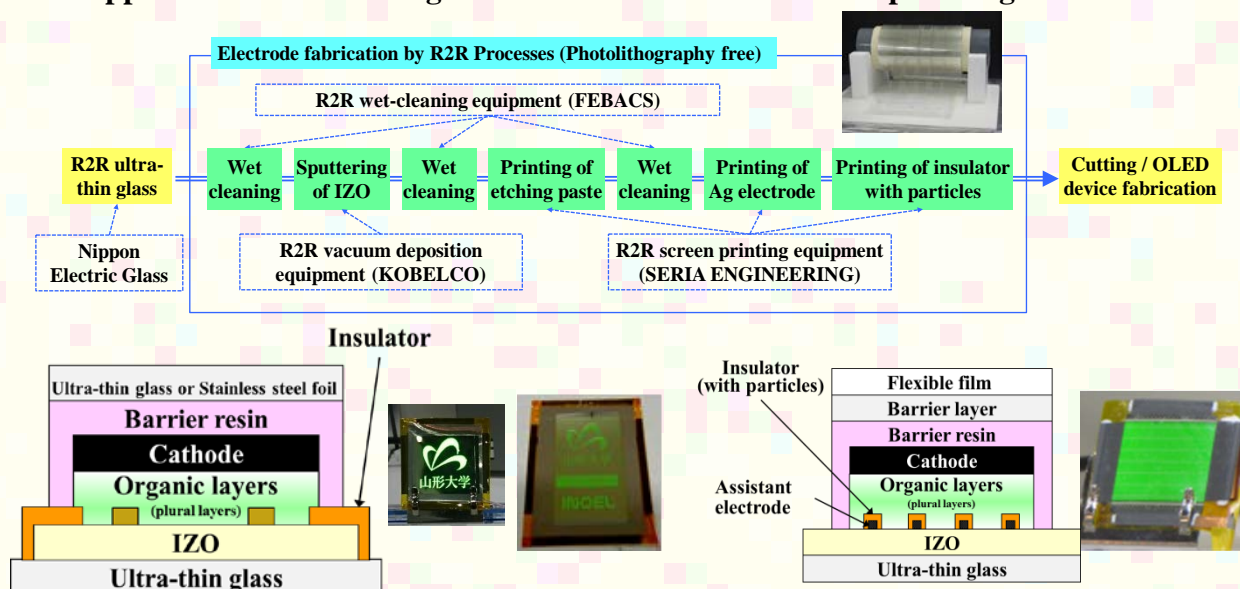 Electrode fabrication by R2R Processes (Photolithography free)
R2R wet-cleaning equipment (FEBACS)
R2R ultra-
thin glass
Wet
cleaning
Sputtering
of IZO
Wet
cleaning
Printing of
etching paste
Wet
cleaning
Printing of
Ag electrode
Printing of insulator
with particles
Cutting / OLED
device fabrication
Nippon
Electric Glass
R2R vacuum deposition
equipment (KOBELCO)
R2R screen printing equipment
(SERIA ENGINEERING)
Insulator
Ultra-thin glass or Stainless steel foil
Barrier resin
Cathode
Organic layers
(plural layers)
IZO
Ultra-thin glass
山形大学
山形大学
INOEL
Insulator
(with particles)
Assistant
electrode
Flexible film
Barrier layer
Barrier resin
Cathode
Organic layers
(plural layers)
IZO
Ultra-thin glass